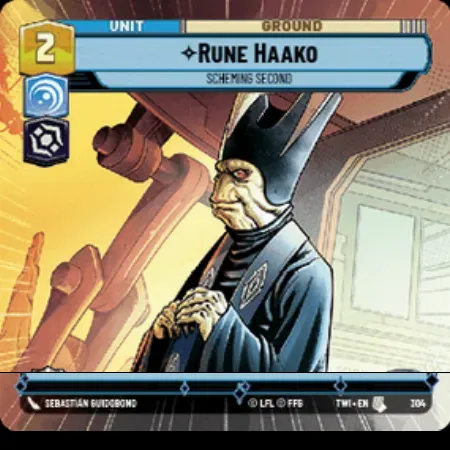 UNIT GROUND
2
RUNE HAAKO
SCHEMING SECOND
SEBASTIÁN GUIDOBONO © LFL © FFG TWI • EN 304